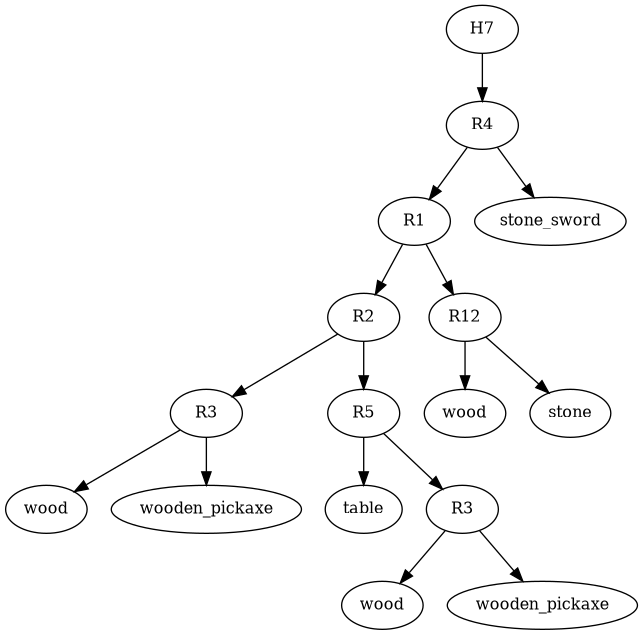 H7
R4
R1
stone_sword
R2
R12
R3
R5
wood
stone
wood
wooden_pickaxe
table
R3
wood
wooden_pickaxe